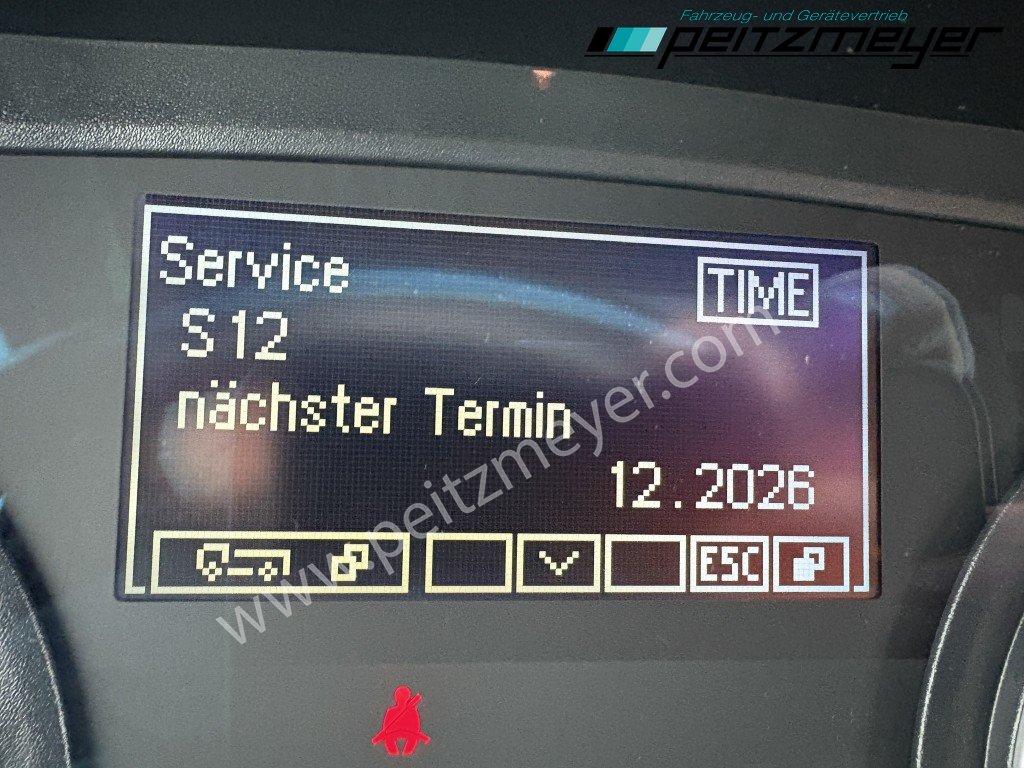 Fahrzeug- und Gerätevertrieb
peitzmeyer
Service
TIME
S12
nächster Termin
12.2026
ESC
www.peitzmeyer.com